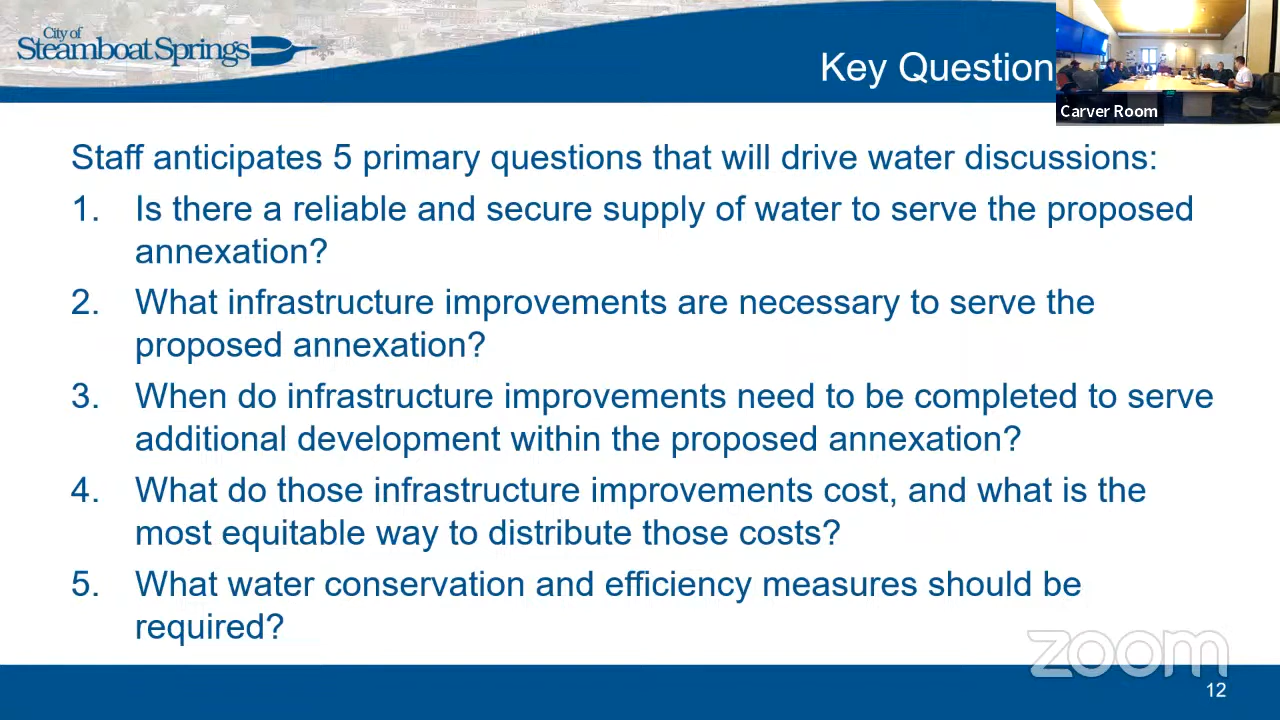 City of
Steamboat Springs
Key Question
Carver Room
Staff anticipates 5 primary questions that will drive water discussions:
1. Is there a reliable and secure supply of water to serve the proposed
annexation?
2. What infrastructure improvements are necessary to serve the
proposed annexation?
3. When do infrastructure improvements need to be completed to serve
additional development within the proposed annexation?
4. What do those infrastructure improvements cost, and what is the
most equitable way to distribute those costs?
5. What water conservation and efficiency measures should be
required?
zoom
12